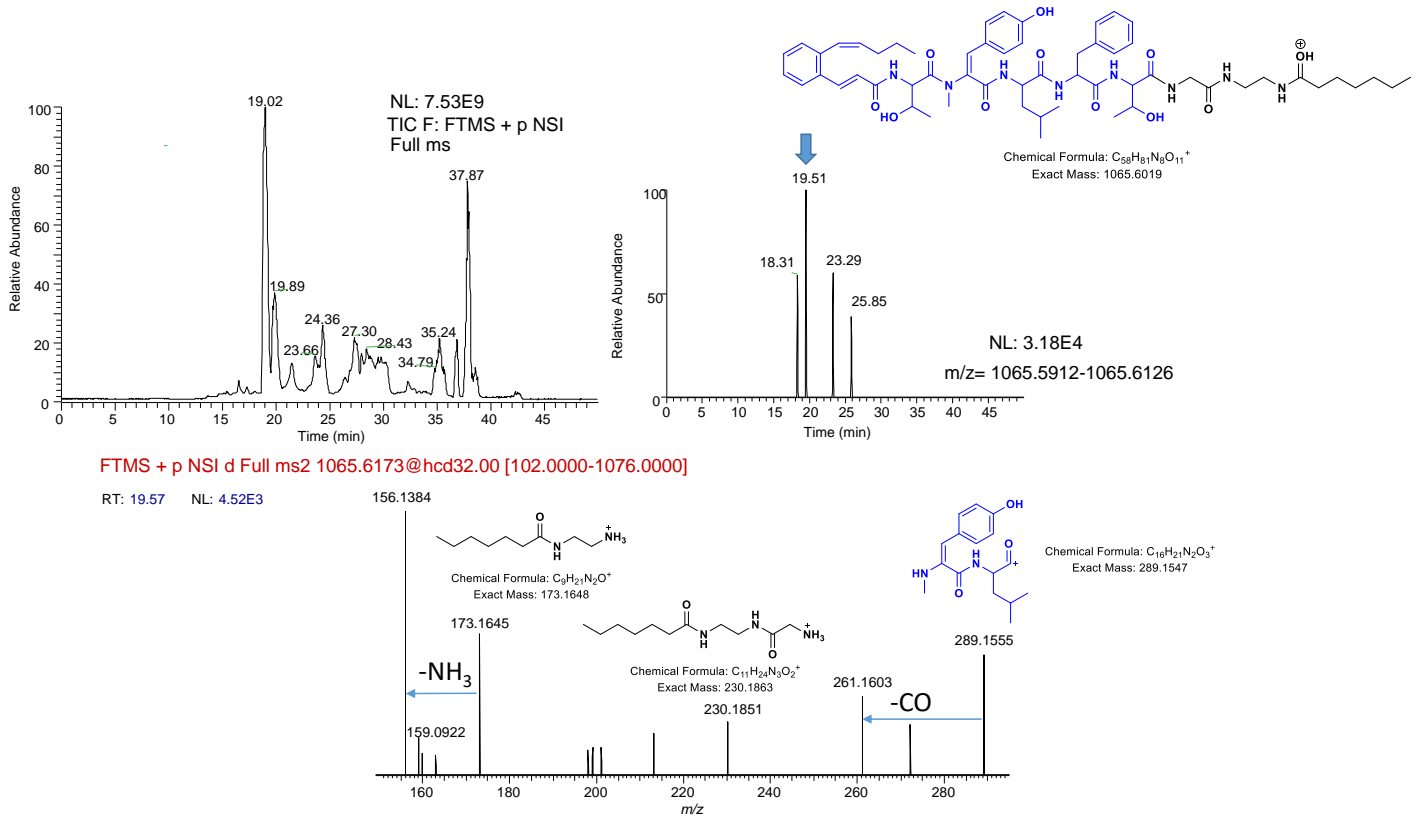 NL: 7.53E9
TIC F: FTMS + p NSI
Full ms
Relative Abundance
100
80
60
40
20
0
19.02
19.89
23.66
24.36
27.30
28.43
34.79
35.24
37.87
0 5 10 15 20 25 30 35 40 45
Time (min)
OH
O
H
N
O
N
HO
O
H
N
O
N
H
O
H
N
O
OH
N
H
O
H
N
N
H
⊕
OH
Chemical Formula: C58H81N8O11+
Exact Mass: 1065.6019
Relative Abundance
100
50
0
18.31
19.51
23.29
25.85
0 5 10 15 20 25 30 35 40 45
Time (min)
NL: 3.18E4
m/z= 1065.5912-1065.6126
FTMS + p NSI d Full ms2 1065.6173@hcd32.00 [102.0000-1076.0000]
RT: 19.57 NL: 4.52E3
156.1384
O
N
H
+
NH3
Chemical Formula: C9H21N2O+
Exact Mass: 173.1648
173.1645
-NH3
159.0922
O
N
H
H
N
O
+
NH3
Chemical Formula: C11H24N3O2+
Exact Mass: 230.1863
230.1851
OH
HN
O
H
N
O
+
Chemical Formula: C16H21N2O3+
Exact Mass: 289.1547
289.1555
261.1603
-CO
160 180 200 220 240 260 280
m/z